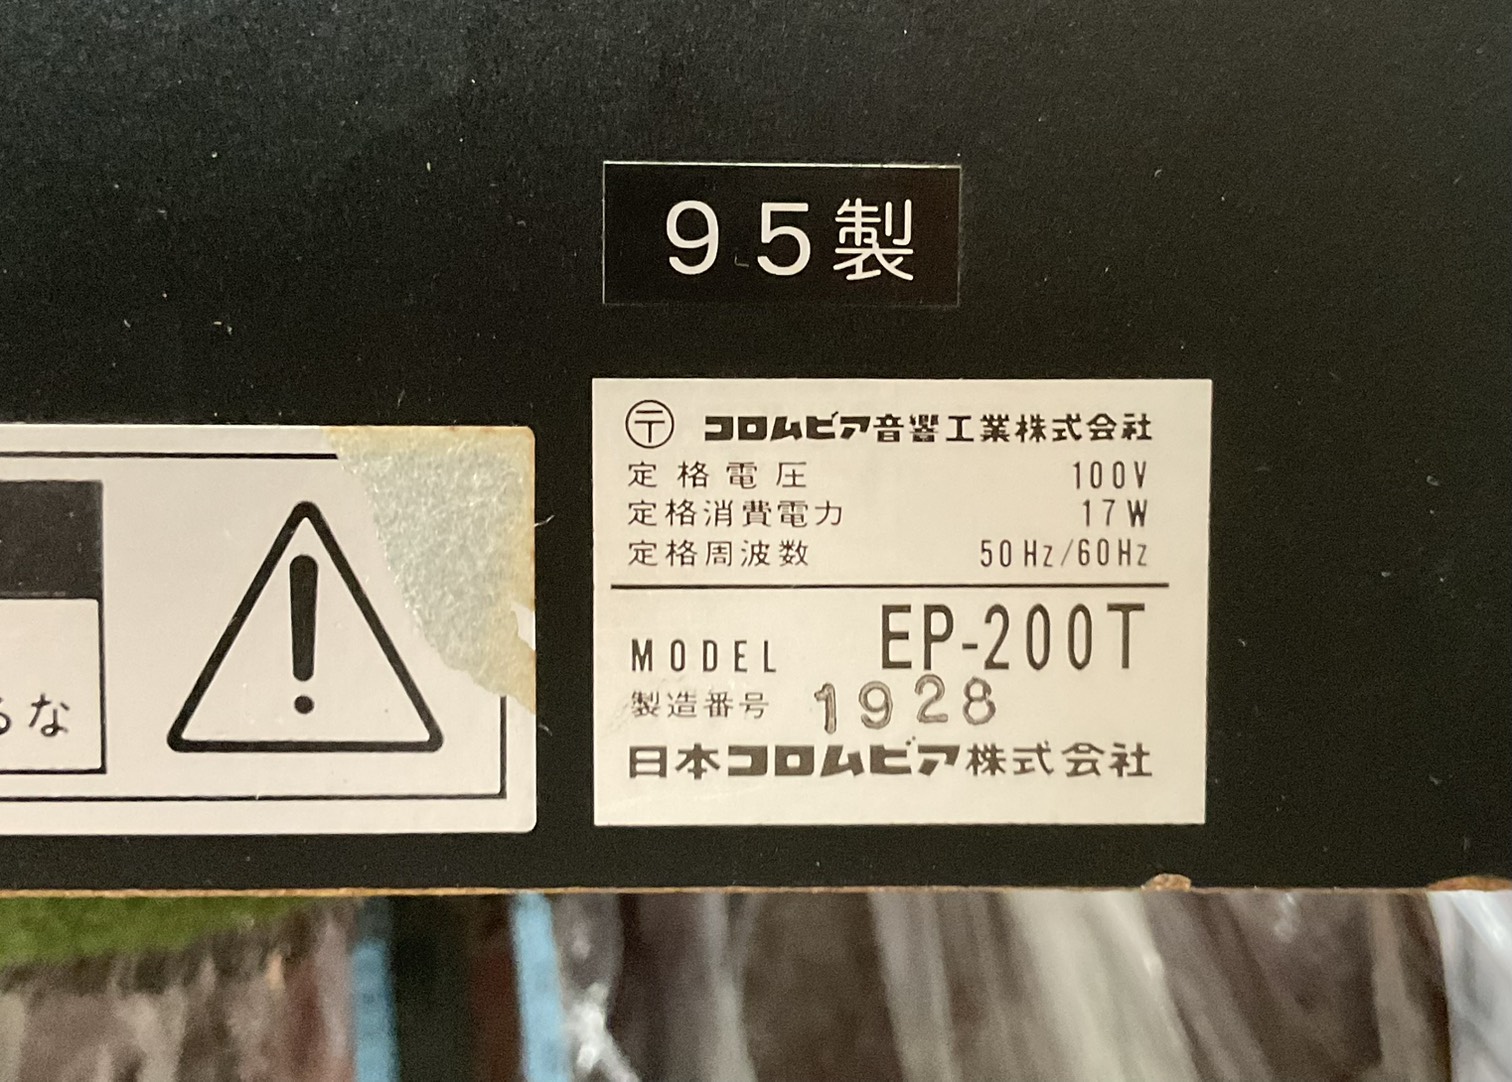 95製
るな
〒 コロムビア音響工業株式会社
定格電圧 100V
定格消費電力 17W
定格周波数 50Hz/60Hz
MODEL EP-200T
製造番号 1928
日本コロムビア株式会社